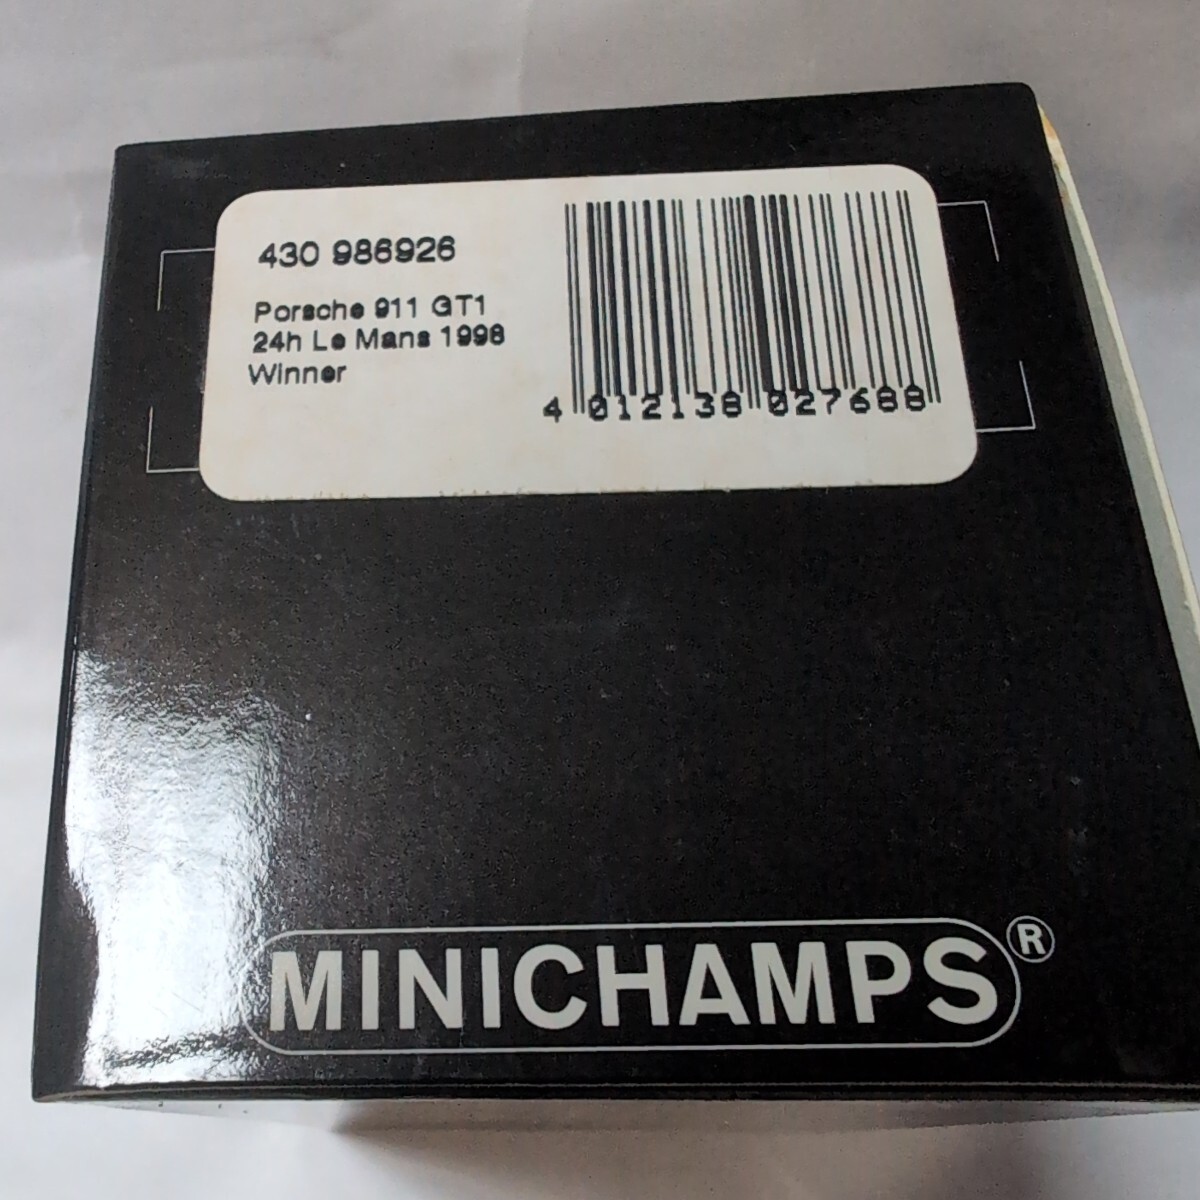 430 986926
Porsche 911 GT1
24h Le Mans 1998
Winner
4 012138 027688
MINICHAMPS®